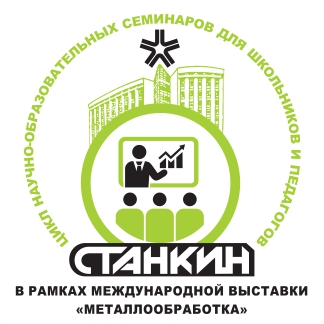 ЦИКЛ НАУЧНО-ОБРАЗОВАТЕЛЬНЫХ СЕМИНАРОВ ДЛЯ ШКОЛЬНИКОВ И ПЕДАГОГОВ
СТАНКИН
В РАМКАХ МЕЖДУНАРОДНОЙ ВЫСТАВКИ
«МЕТАЛЛООБРАБОТКА»